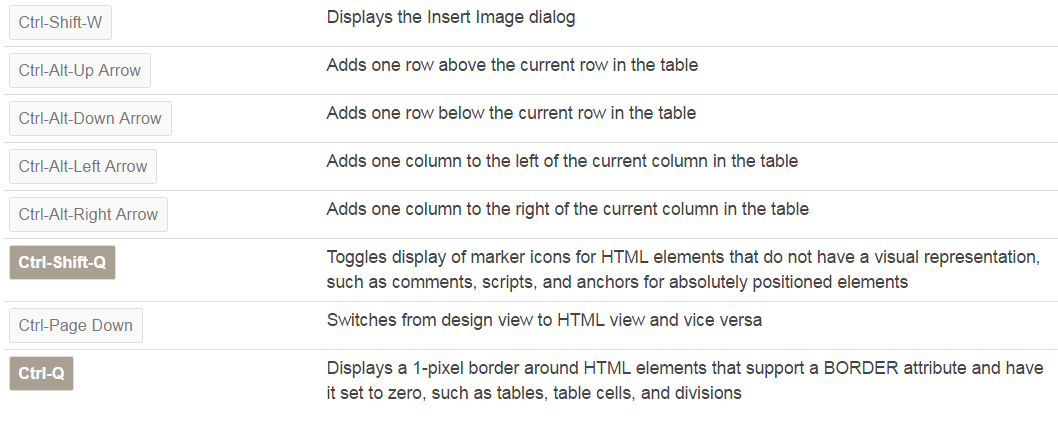 Ctrl-Shift-W Displays the Insert Image dialog
Ctrl-Alt-Up Arrow Adds one row above the current row in the table
Ctrl-Alt-Down Arrow Adds one row below the current row in the table
Ctrl-Alt-Left Arrow Adds one column to the left of the current column in the table
Ctrl-Alt-Right Arrow Adds one column to the right of the current column in the table
Ctrl-Shift-Q Toggles display of marker icons for HTML elements that do not have a visual representation,
such as comments, scripts, and anchors for absolutely positioned elements
Ctrl-Page Down Switches from design view to HTML view and vice versa
Ctrl-Q Displays a 1-pixel border around HTML elements that support a BORDER attribute and have
it set to zero, such as tables, table cells, and divisions